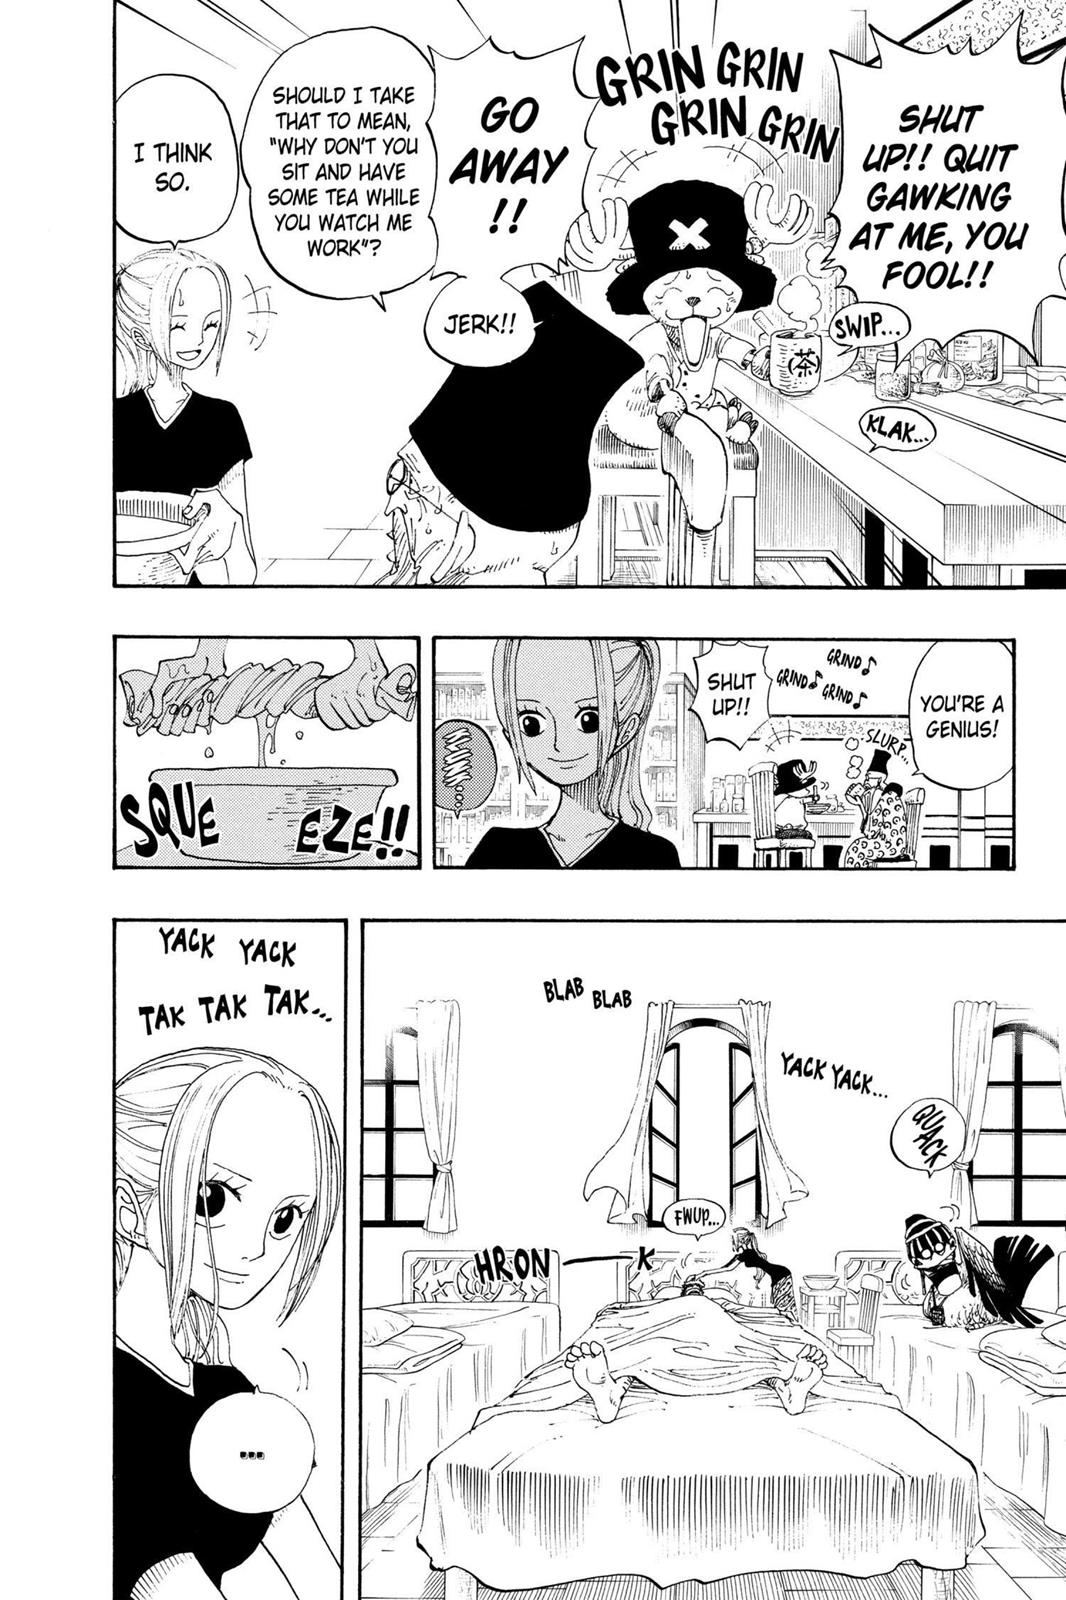 SHUT
UP!! QUIT
GAWKING
AT ME, YOU
FOOL!!
GRIN GRIN
GRIN GRIN
SWIP...
茶
KLAK...
GO
AWAY
!!
JERK!!
SHOULD I TAKE
THAT TO MEAN,
"WHY DON'T YOU
SIT AND HAVE
SOME TEA WHILE
YOU WATCH ME
WORK"?
I THINK
SO.
YOU'RE A
GENIUS!
GRIND♪
GRIND♪ GRIND♪
SLURP...
SHUT
UP!!
SQUE EZE!!
BLAB BLAB
YACK YACK...
QUACK
FWUP...
HRON — K
YACK YACK
TAK TAK TAK...
...